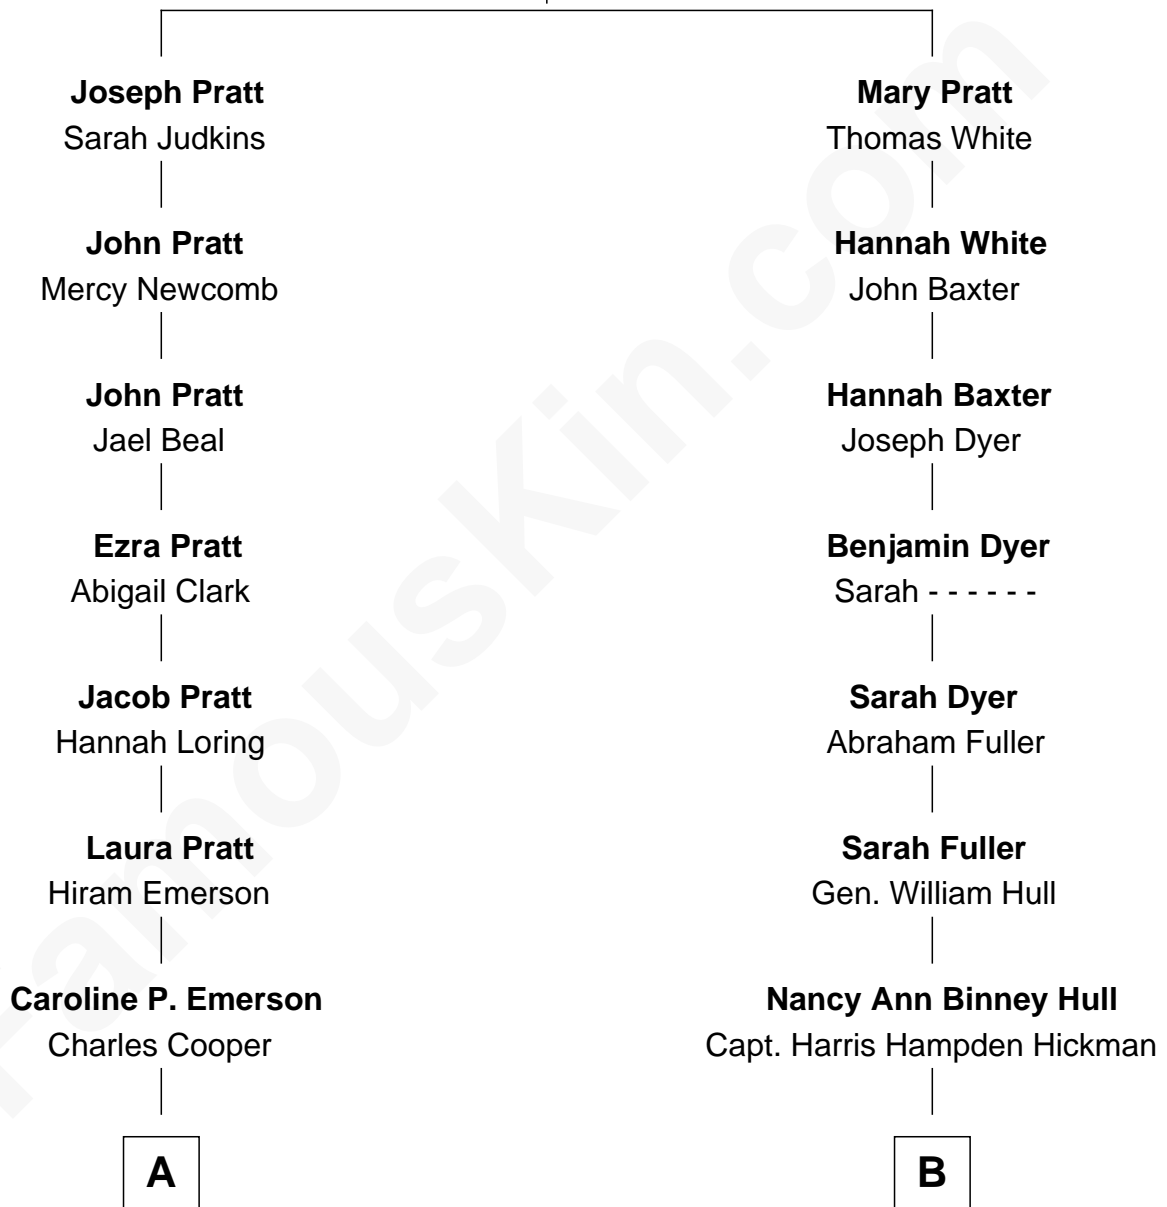 Joseph Pratt
Sarah Judkins
John Pratt
Mercy Newcomb
John Pratt
Jael Beal
Ezra Pratt
Abigail Clark
Jacob Pratt
Hannah Loring
Laura Pratt
Hiram Emerson
Caroline P. Emerson
Charles Cooper
A
Mary Pratt
Thomas White
Hannah White
John Baxter
Hannah Baxter
Joseph Dyer
Benjamin Dyer
Sarah - - - - - -
Sarah Dyer
Abraham Fuller
Sarah Fuller
Gen. William Hull
Nancy Ann Binney Hull
Capt. Harris Hampden Hickman
B
FamousKin.com